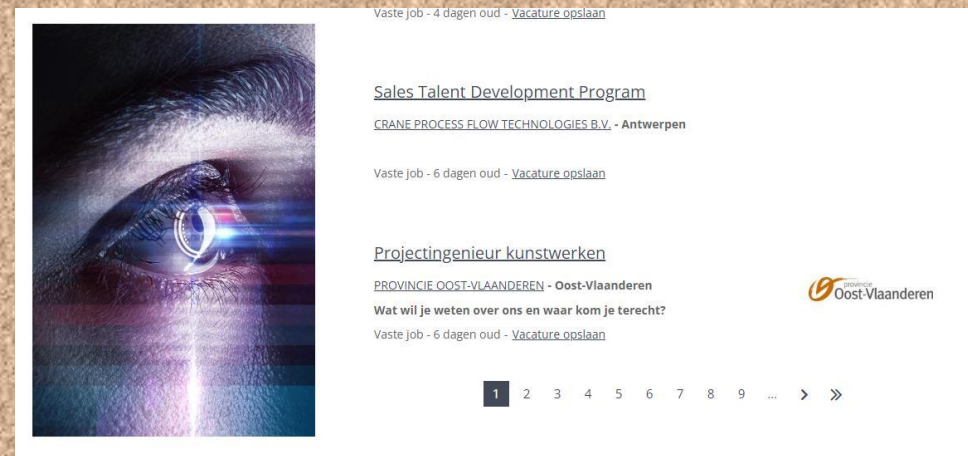 Vaste job - 4 dagen oud - Vacature opslaan
Sales Talent Development Program
CRANE PROCESS FLOW TECHNOLOGIES B.V. - Antwerpen
Vaste job - 6 dagen oud - Vacature opslaan
Projectingenieur kunstwerken
PROVINCIE OOST-VLAANDEREN - Oost-Vlaanderen
Wat wil je weten over ons en waar kom je terecht?
Vaste job - 6 dagen oud - Vacature opslaan
provincie
Oost-Vlaanderen
1 2 3 4 5 6 7 8 9 ... > »